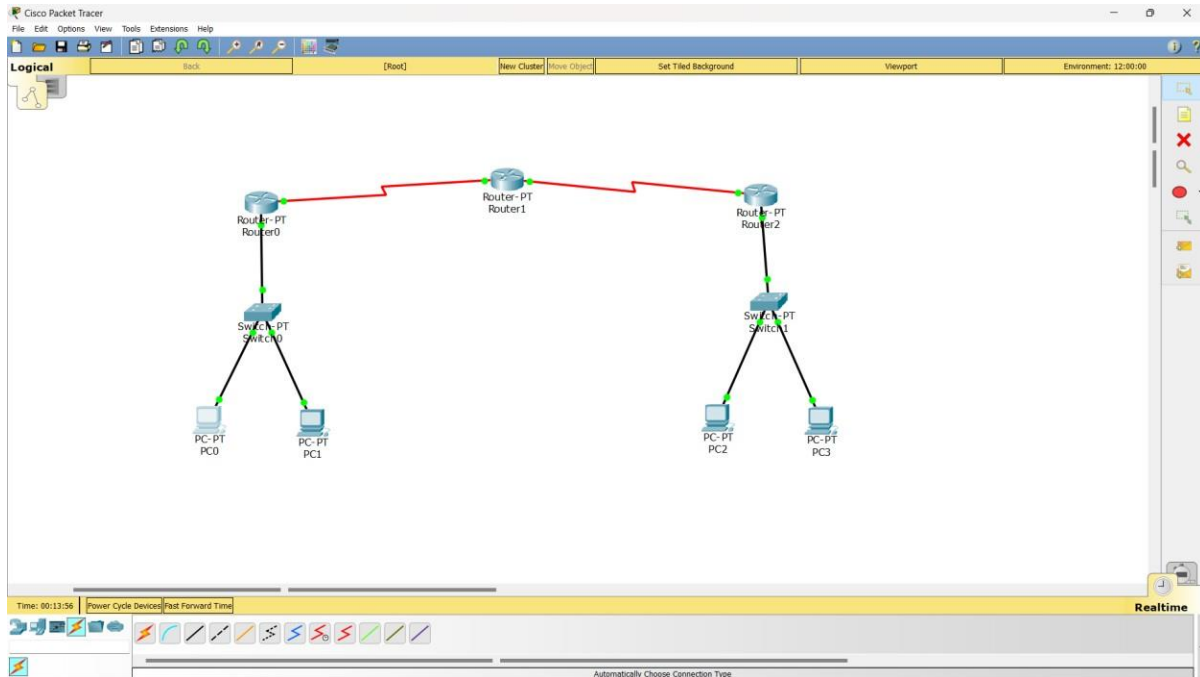 Cisco Packet Tracer
File Edit Options View Tools Extensions Help
Logical
Back
[Root]
New Cluster
Move Object
Set Tiled Background
Viewport
Environment: 12:00:00
Router-PT
Router0
Router-PT
Router1
Router-PT
Router2
Switch-PT
Switch0
Switch-PT
Switch1
PC-PT
PC0
PC-PT
PC1
PC-PT
PC2
PC-PT
PC3
Time: 00:13:56
Power Cycle Devices
Fast Forward Time
Realtime
Automatically Choose Connection Type